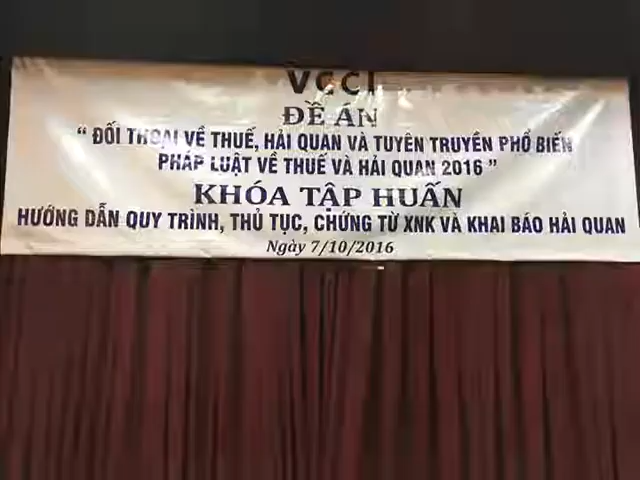 VCCI
ĐỀ ÁN
“ ĐỐI THOẠI VỀ THUẾ, HẢI QUAN VÀ TUYÊN TRUYỀN PHỔ BIẾN
PHÁP LUẬT VỀ THUẾ VÀ HẢI QUAN 2016 ”
KHÓA TẬP HUẤN
HƯỚNG DẪN QUY TRÌNH, THỦ TỤC, CHỨNG TỪ XNK VÀ KHAI BÁO HẢI QUAN
Ngày 7/10/2016